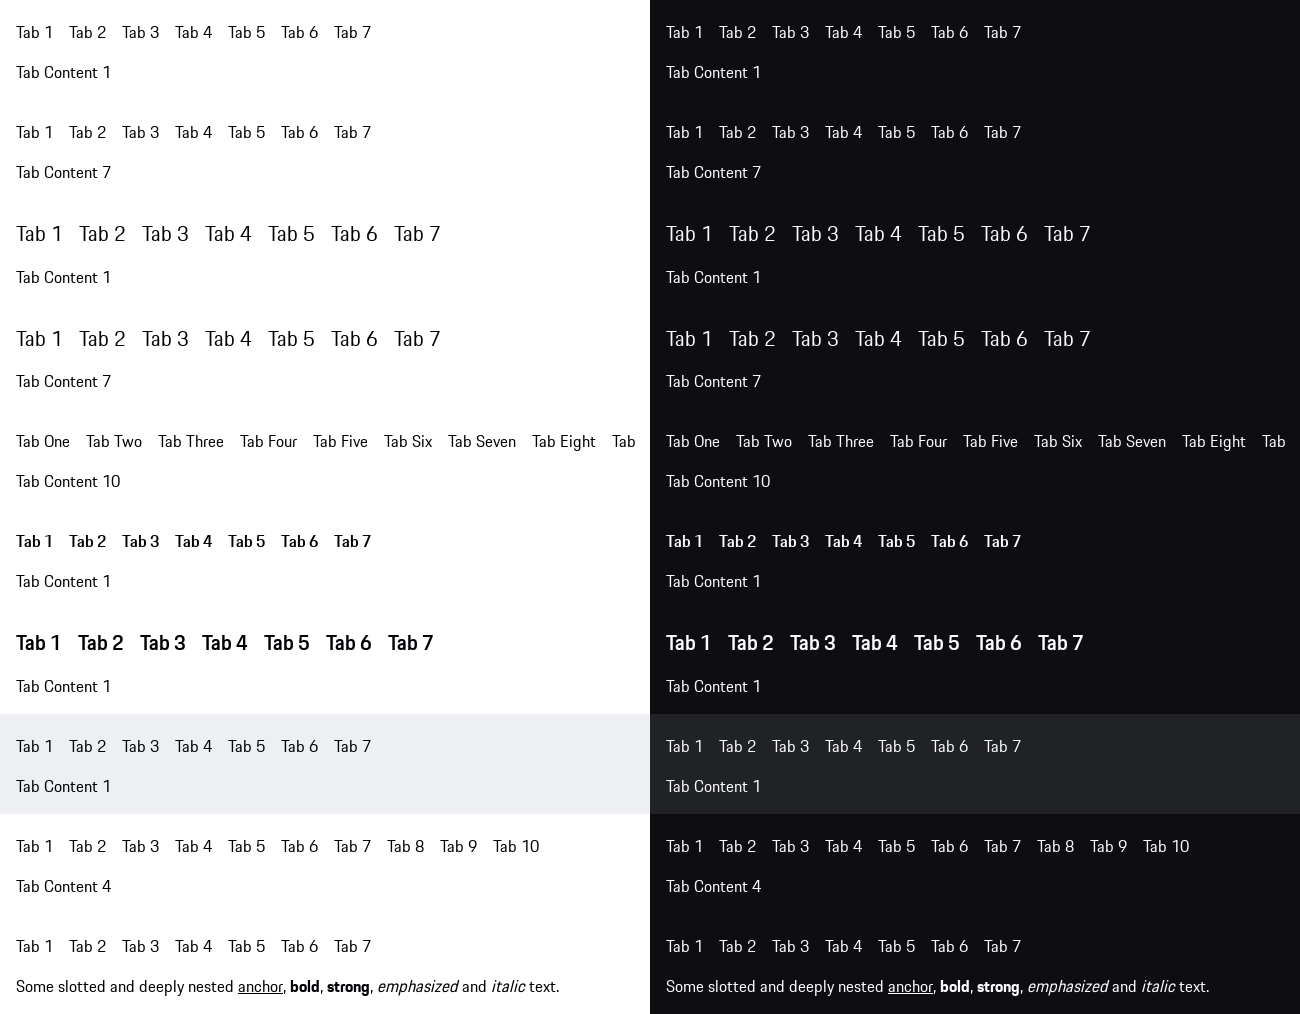 Tab 1 Tab 2 Tab 3 Tab 4 Tab 5 Tab 6 Tab 7
Tab Content 1
Tab 1 Tab 2 Tab 3 Tab 4 Tab 5 Tab 6 Tab 7
Tab Content 7
Tab 1 Tab 2 Tab 3 Tab 4 Tab 5 Tab 6 Tab 7
Tab Content 1
Tab 1 Tab 2 Tab 3 Tab 4 Tab 5 Tab 6 Tab 7
Tab Content 7
Tab One Tab Two Tab Three Tab Four Tab Five Tab Six Tab Seven Tab Eight Tab
Tab Content 10
Tab 1 Tab 2 Tab 3 Tab 4 Tab 5 Tab 6 Tab 7
Tab Content 1
Tab 1 Tab 2 Tab 3 Tab 4 Tab 5 Tab 6 Tab 7
Tab Content 1
Tab 1 Tab 2 Tab 3 Tab 4 Tab 5 Tab 6 Tab 7
Tab Content 1
Tab 1 Tab 2 Tab 3 Tab 4 Tab 5 Tab 6 Tab 7 Tab 8 Tab 9 Tab 10
Tab Content 4
Tab 1 Tab 2 Tab 3 Tab 4 Tab 5 Tab 6 Tab 7
Some slotted and deeply nested anchor, bold, strong, emphasized and italic text.
Tab 1 Tab 2 Tab 3 Tab 4 Tab 5 Tab 6 Tab 7
Tab Content 1
Tab 1 Tab 2 Tab 3 Tab 4 Tab 5 Tab 6 Tab 7
Tab Content 7
Tab 1 Tab 2 Tab 3 Tab 4 Tab 5 Tab 6 Tab 7
Tab Content 1
Tab 1 Tab 2 Tab 3 Tab 4 Tab 5 Tab 6 Tab 7
Tab Content 7
Tab One Tab Two Tab Three Tab Four Tab Five Tab Six Tab Seven Tab Eight Tab
Tab Content 10
Tab 1 Tab 2 Tab 3 Tab 4 Tab 5 Tab 6 Tab 7
Tab Content 1
Tab 1 Tab 2 Tab 3 Tab 4 Tab 5 Tab 6 Tab 7
Tab Content 1
Tab 1 Tab 2 Tab 3 Tab 4 Tab 5 Tab 6 Tab 7
Tab Content 1
Tab 1 Tab 2 Tab 3 Tab 4 Tab 5 Tab 6 Tab 7 Tab 8 Tab 9 Tab 10
Tab Content 4
Tab 1 Tab 2 Tab 3 Tab 4 Tab 5 Tab 6 Tab 7
Some slotted and deeply nested anchor, bold, strong, emphasized and italic text.